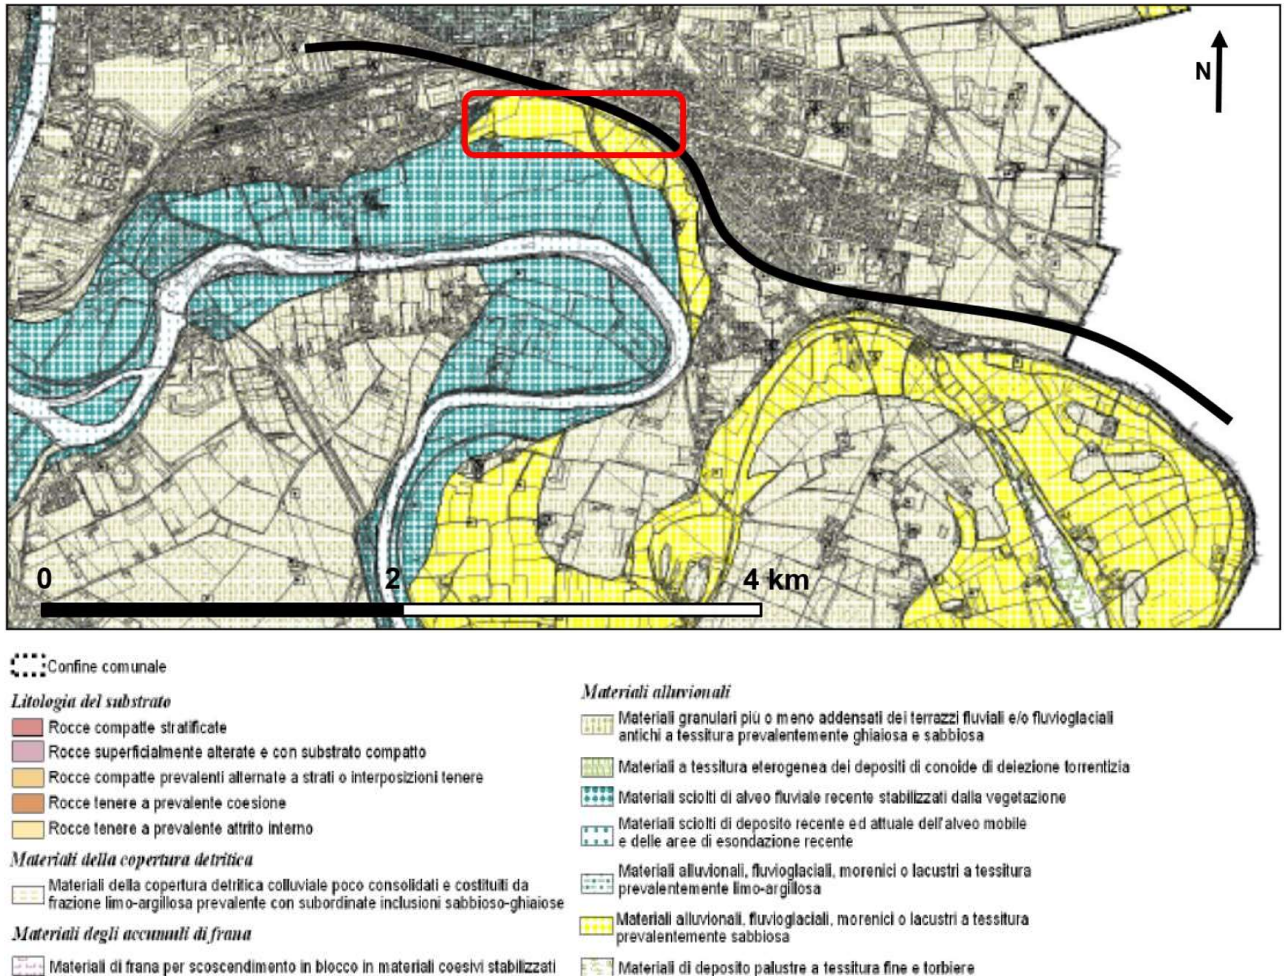 N
0
2
4 km
Confine comunale
Litologia del substrato
Rocce compatte stratificate
Rocce superficialmente alterate e con substrato compatto
Rocce compatte prevalenti alternate a strati o interposizioni tenere
Rocce tenere a prevalente coesione
Rocce tenere a prevalente attrito interno
Materiali della copertura detritica
Materiali della copertura detritica colluviale poco consolidati e costituiti da
frazione limo-argillosa prevalente con subordinate inclusioni sabbioso-ghiaiose
Materiali degli accumuli di frana
Materiali di frana per scoscendimento in blocco in materiali coesivi stabilizzati
Materiali alluvionali
Materiali granulari più o meno addensati dei terrazzi fluviali e/o fluvioglaciali
antichi a tessitura prevalentemente ghiaiosa e sabbiosa
Materiali a tessitura eterogenea dei depositi di conoide di deiezione torrentizia
Materiali sciolti di alveo fluviale recente stabilizzati dalla vegetazione
Materiali sciolti di deposito recente ed attuale dell'alveo mobile
e delle aree di esondazione recente
Materiali alluvionali, fluvioglaciali, morenici o lacustri a tessitura
prevalentemente limo-argillosa
Materiali alluvionali, fluvioglaciali, morenici o lacustri a tessitura
prevalentemente sabbiosa
Materiali di deposito palustre a tessitura fine e torbiere